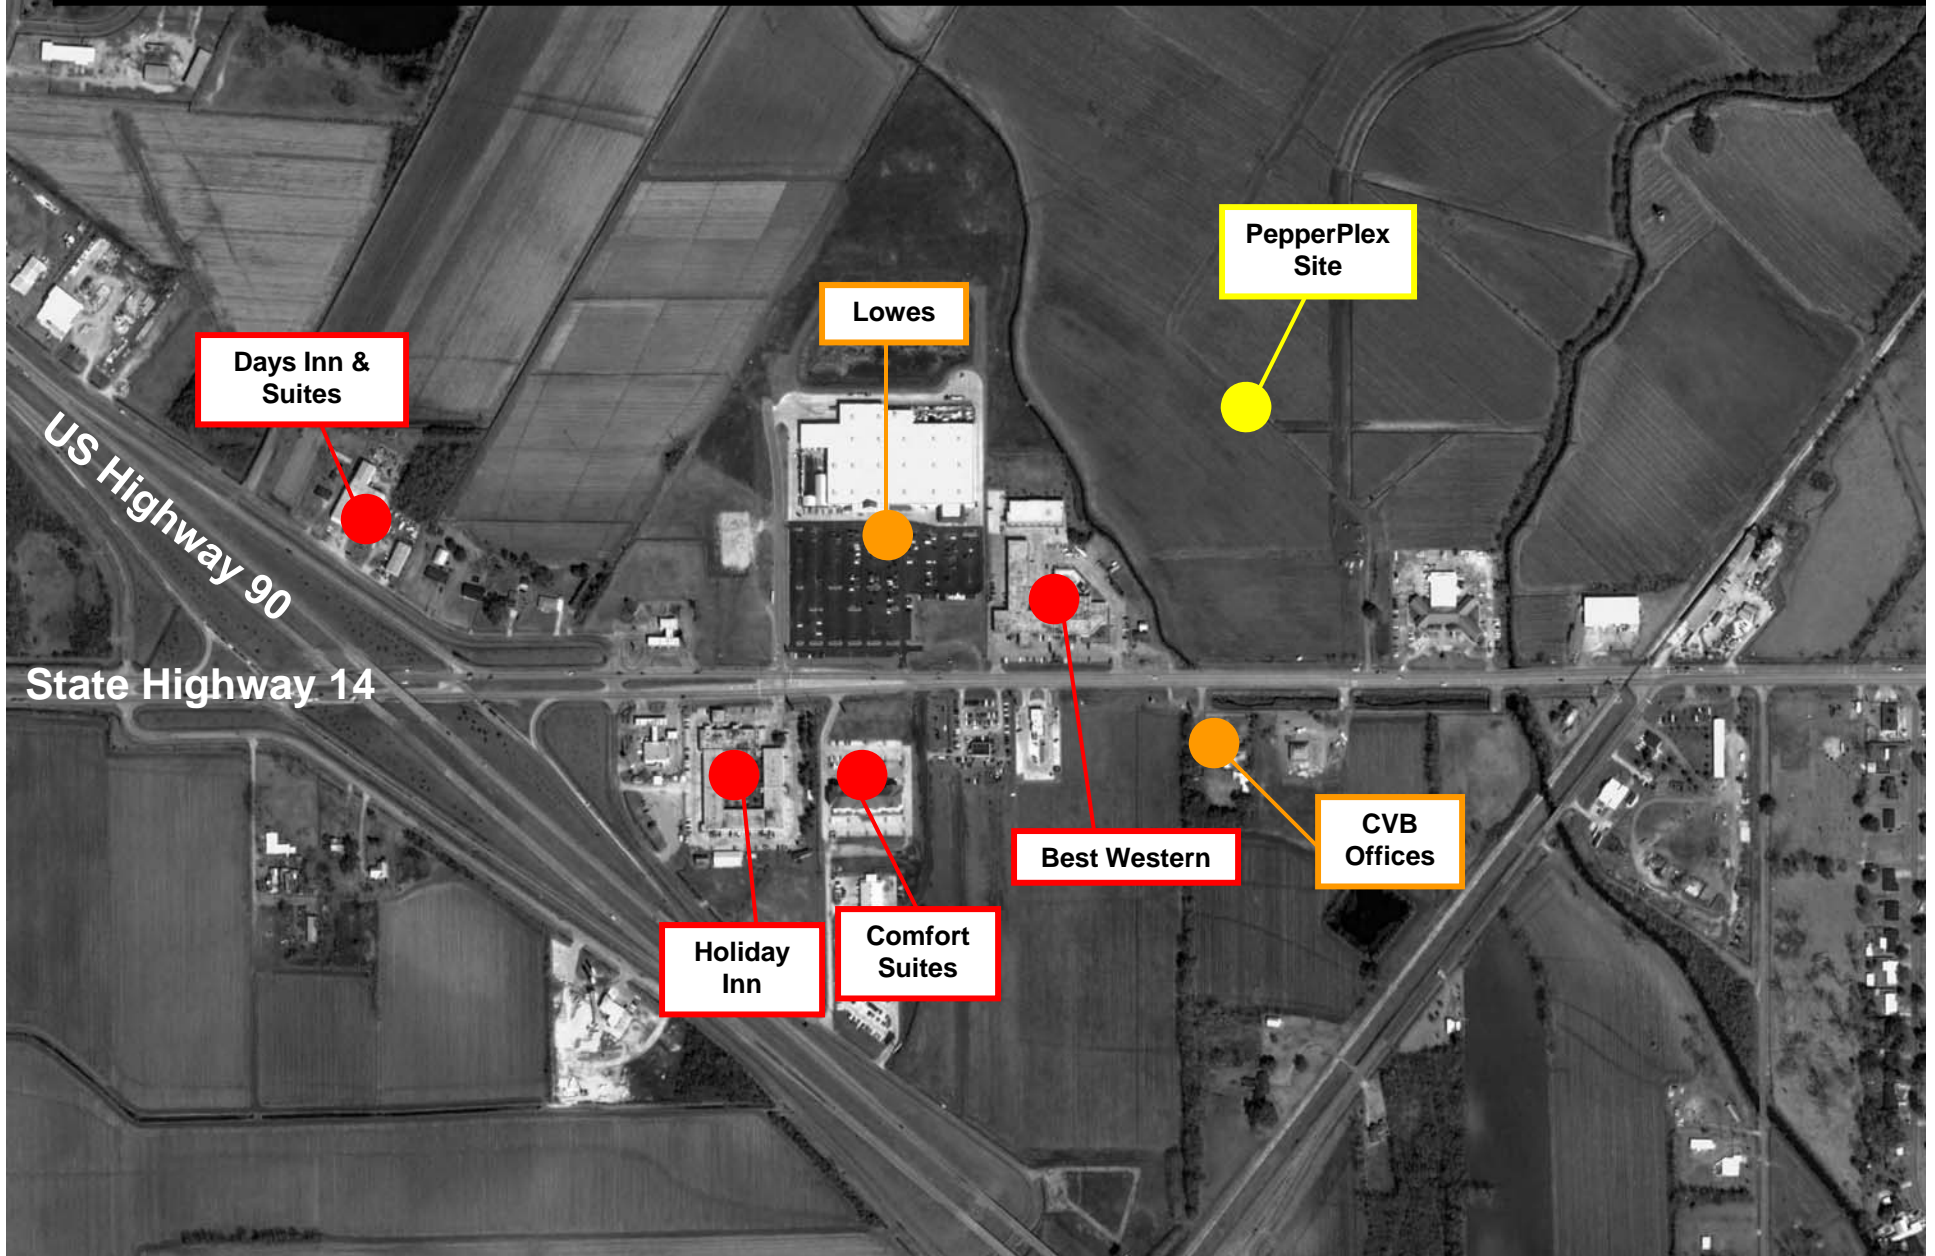 PepperPlex
Site
Lowes
Days Inn &
Suites
US Highway 90
State Highway 14
CVB
Offices
Best Western
Comfort
Suites
Holiday
Inn